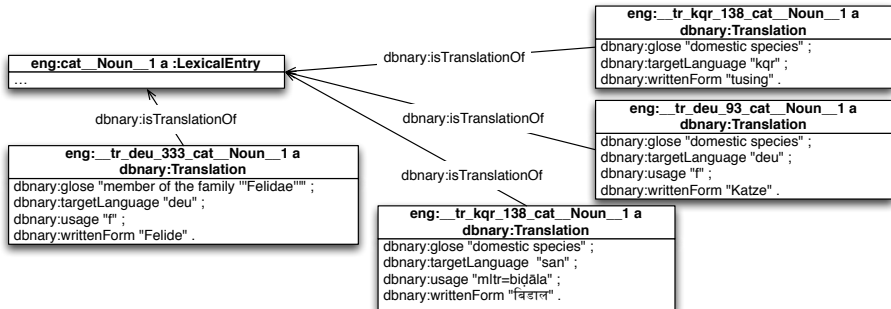 eng:cat__Noun__1 a :LexicalEntry
...
dbnary:isTranslationOf
eng:__tr_kqr_138_cat__Noun__1 a
dbnary:Translation
dbnary:glose "domestic species" ;
dbnary:targetLanguage "kqr" ;
dbnary:writtenForm "tusing" .
dbnary:isTranslationOf
eng:__tr_deu_93_cat__Noun__1 a
dbnary:Translation
dbnary:glose "domestic species" ;
dbnary:targetLanguage "deu" ;
dbnary:usage "f" ;
dbnary:writtenForm "Katze" .
dbnary:isTranslationOf
eng:__tr_deu_333_cat__Noun__1 a
dbnary:Translation
dbnary:glose "member of the family '"Felidae"'" ;
dbnary:targetLanguage "deu" ;
dbnary:usage "f" ;
dbnary:writtenForm "Felide" .
dbnary:isTranslationOf
eng:__tr_kqr_138_cat__Noun__1 a
dbnary:Translation
dbnary:glose "domestic species" ;
dbnary:targetLanguage "san" ;
dbnary:usage "mltr=biḍāla" ;
dbnary:writtenForm "बिडाल" .